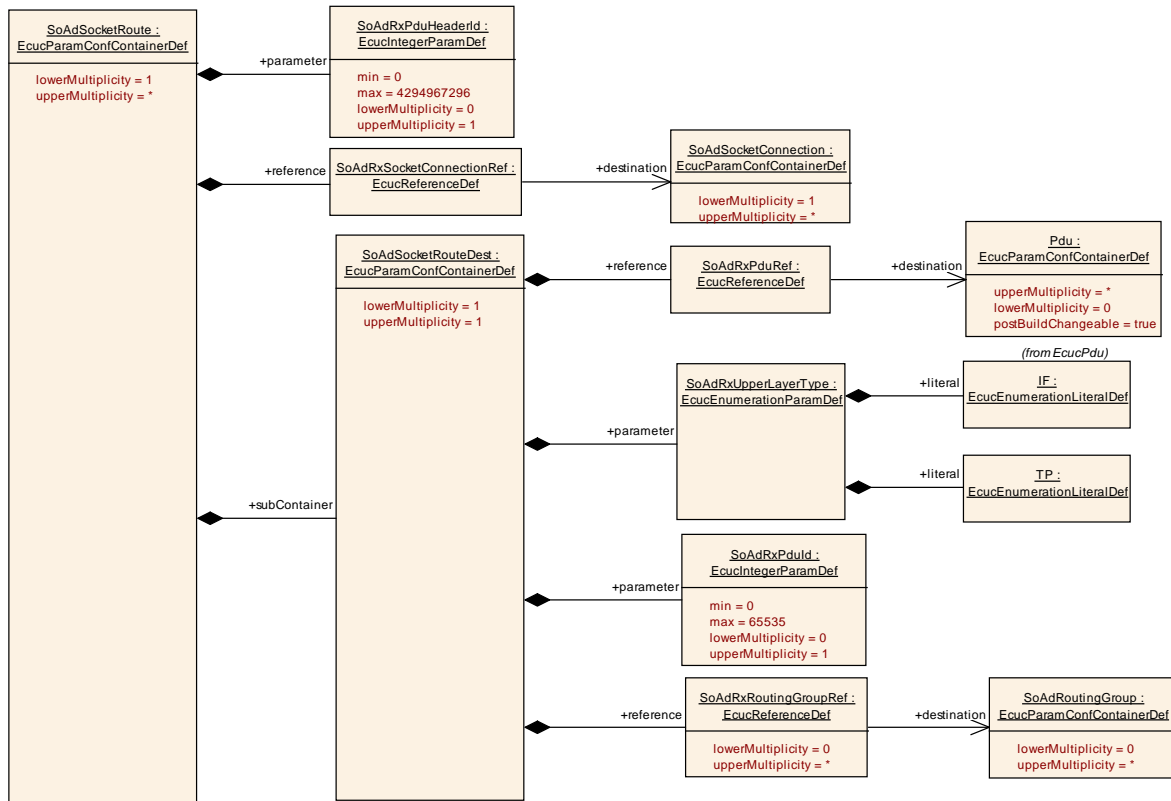 SoAdSocketRoute :
EcucParamConfContainerDef
lowerMultiplicity = 1
upperMultiplicity = *
+parameter
SoAdRxPduHeaderId :
EcucIntegerParamDef
min = 0
max = 4294967296
lowerMultiplicity = 0
upperMultiplicity = 1
+reference
SoAdRxSocketConnectionRef :
EcucReferenceDef
+destination
SoAdSocketConnection :
EcucParamConfContainerDef
lowerMultiplicity = 1
upperMultiplicity = *
+subContainer
SoAdSocketRouteDest :
EcucParamConfContainerDef
lowerMultiplicity = 1
upperMultiplicity = 1
+reference
SoAdRxPduRef :
EcucReferenceDef
+destination
Pdu :
EcucParamConfContainerDef
upperMultiplicity = *
lowerMultiplicity = 0
postBuildChangeable = true
(from EcucPdu)
+parameter
SoAdRxUpperLayerType :
EcucEnumerationParamDef
+literal
IF :
EcucEnumerationLiteralDef
+literal
TP :
EcucEnumerationLiteralDef
+parameter
SoAdRxPduId :
EcucIntegerParamDef
min = 0
max = 65535
lowerMultiplicity = 0
upperMultiplicity = 1
+reference
SoAdRxRoutingGroupRef :
EcucReferenceDef
lowerMultiplicity = 0
upperMultiplicity = *
+destination
SoAdRoutingGroup :
EcucParamConfContainerDef
lowerMultiplicity = 0
upperMultiplicity = *